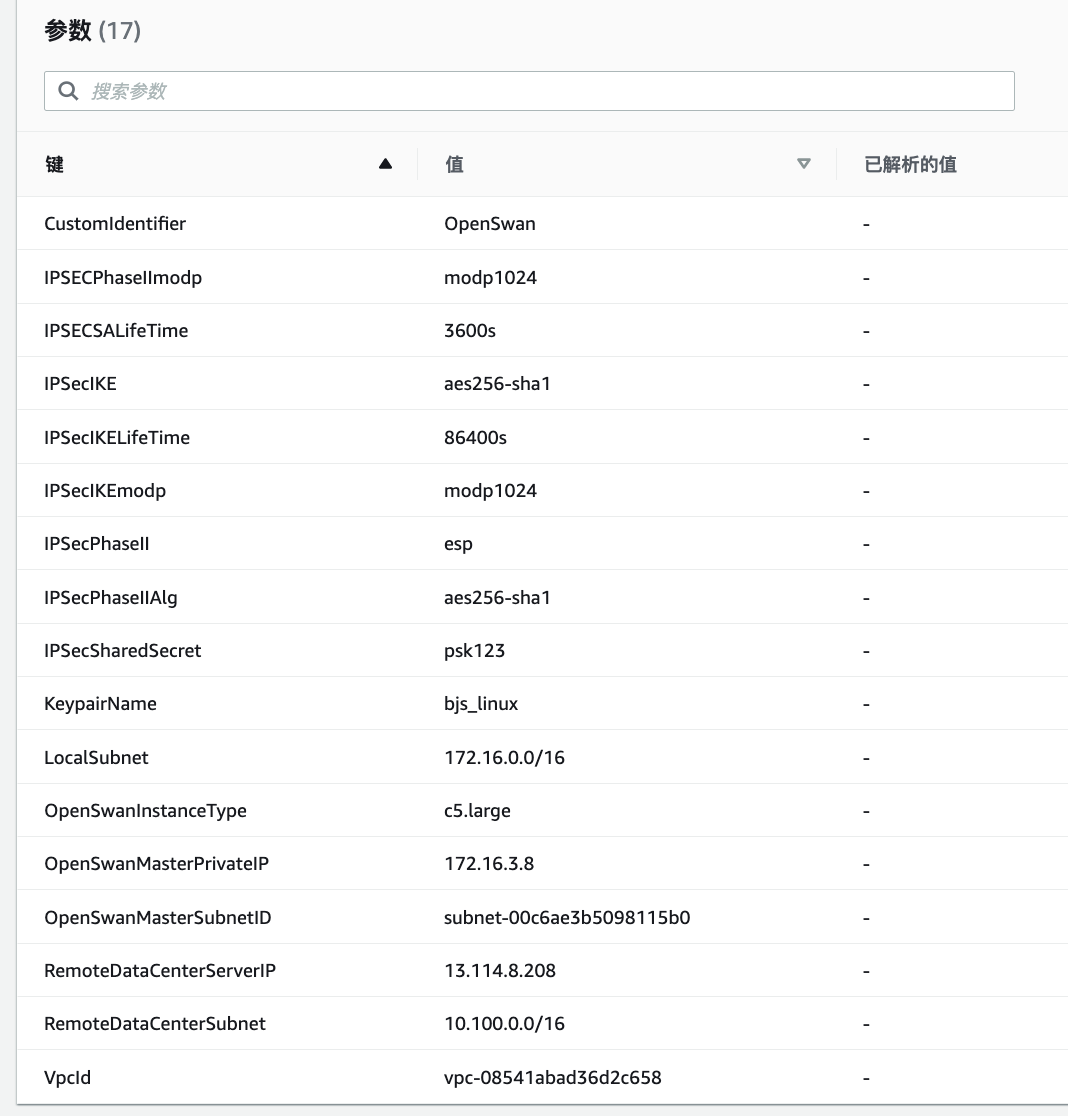 参数 (17)
搜索参数
键 值 已解析的值
CustomIdentifier OpenSwan -
IPSECPhaseIImodp modp1024 -
IPSECSALifeTime 3600s -
IPSecIKE aes256-sha1 -
IPSecIKELifeTime 86400s -
IPSecIKEmodp modp1024 -
IPSecPhaseII esp -
IPSecPhaseIIAlg aes256-sha1 -
IPSecSharedSecret psk123 -
KeypairName bjs_linux -
LocalSubnet 172.16.0.0/16 -
OpenSwanInstanceType c5.large -
OpenSwanMasterPrivateIP 172.16.3.8 -
OpenSwanMasterSubnetID subnet-00c6ae3b5098115b0 -
RemoteDataCenterServerIP 13.114.8.208 -
RemoteDataCenterSubnet 10.100.0.0/16 -
VpcId vpc-08541abad36d2c658 -